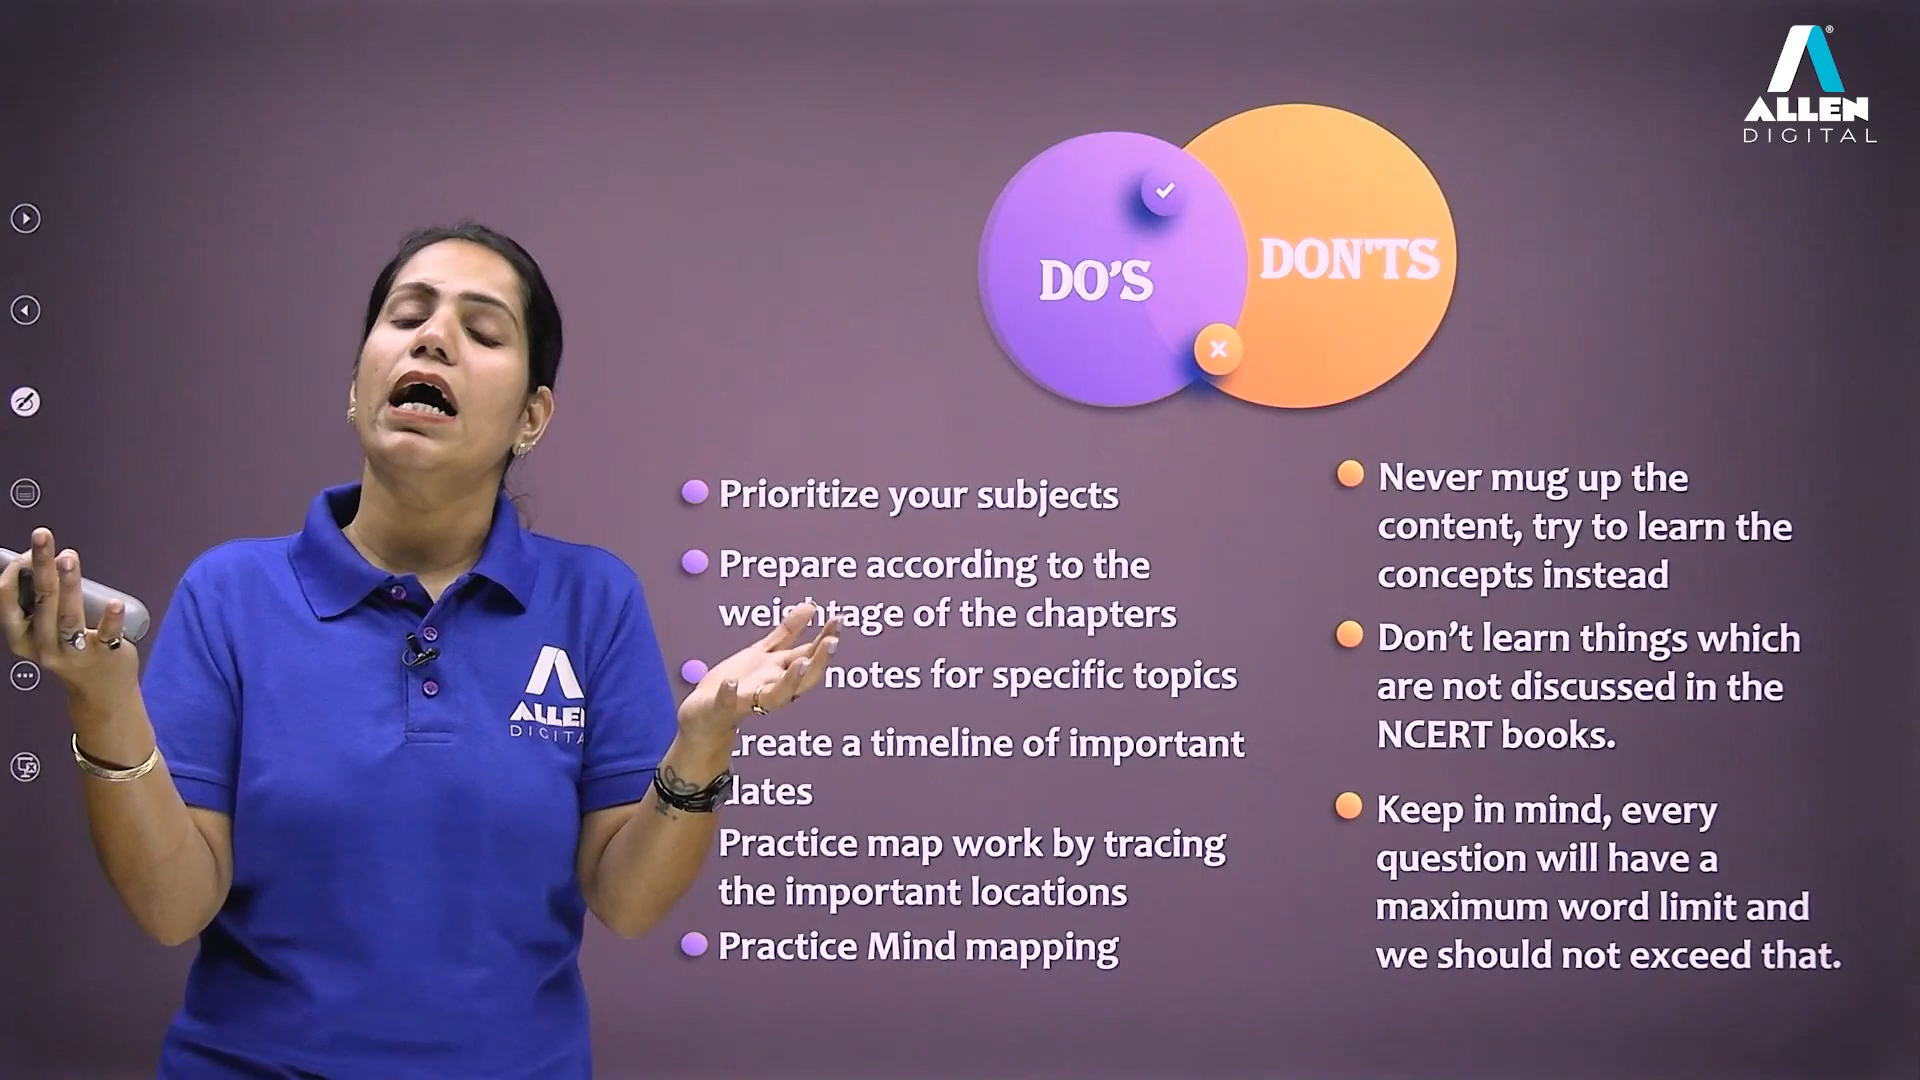 ALLEN
DIGITAL
DO'S
DON'TS
Prioritize your subjects
Prepare according to the
weightage of the chapters
notes for specific topics
Create a timeline of important
dates
Practice map work by tracing
the important locations
Practice Mind mapping
Never mug up the
content, try to learn the
concepts instead
Don't learn things which
are not discussed in the
NCERT books.
Keep in mind, every
question will have a
maximum word limit and
we should not exceed that.
ALLEN
DIGITAL